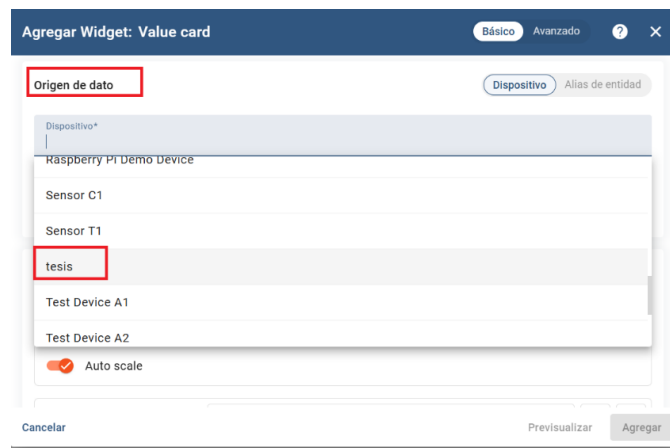 Agregar Widget: Value card Básico Avanzado ?
Origen de dato Dispositivo Alias de entidad
Dispositivo*
Raspberry Pi Demo Device
Sensor C1
Sensor T1
tesis
Test Device A1
Test Device A2
Auto scale
Cancelar Previsualizar Agregar